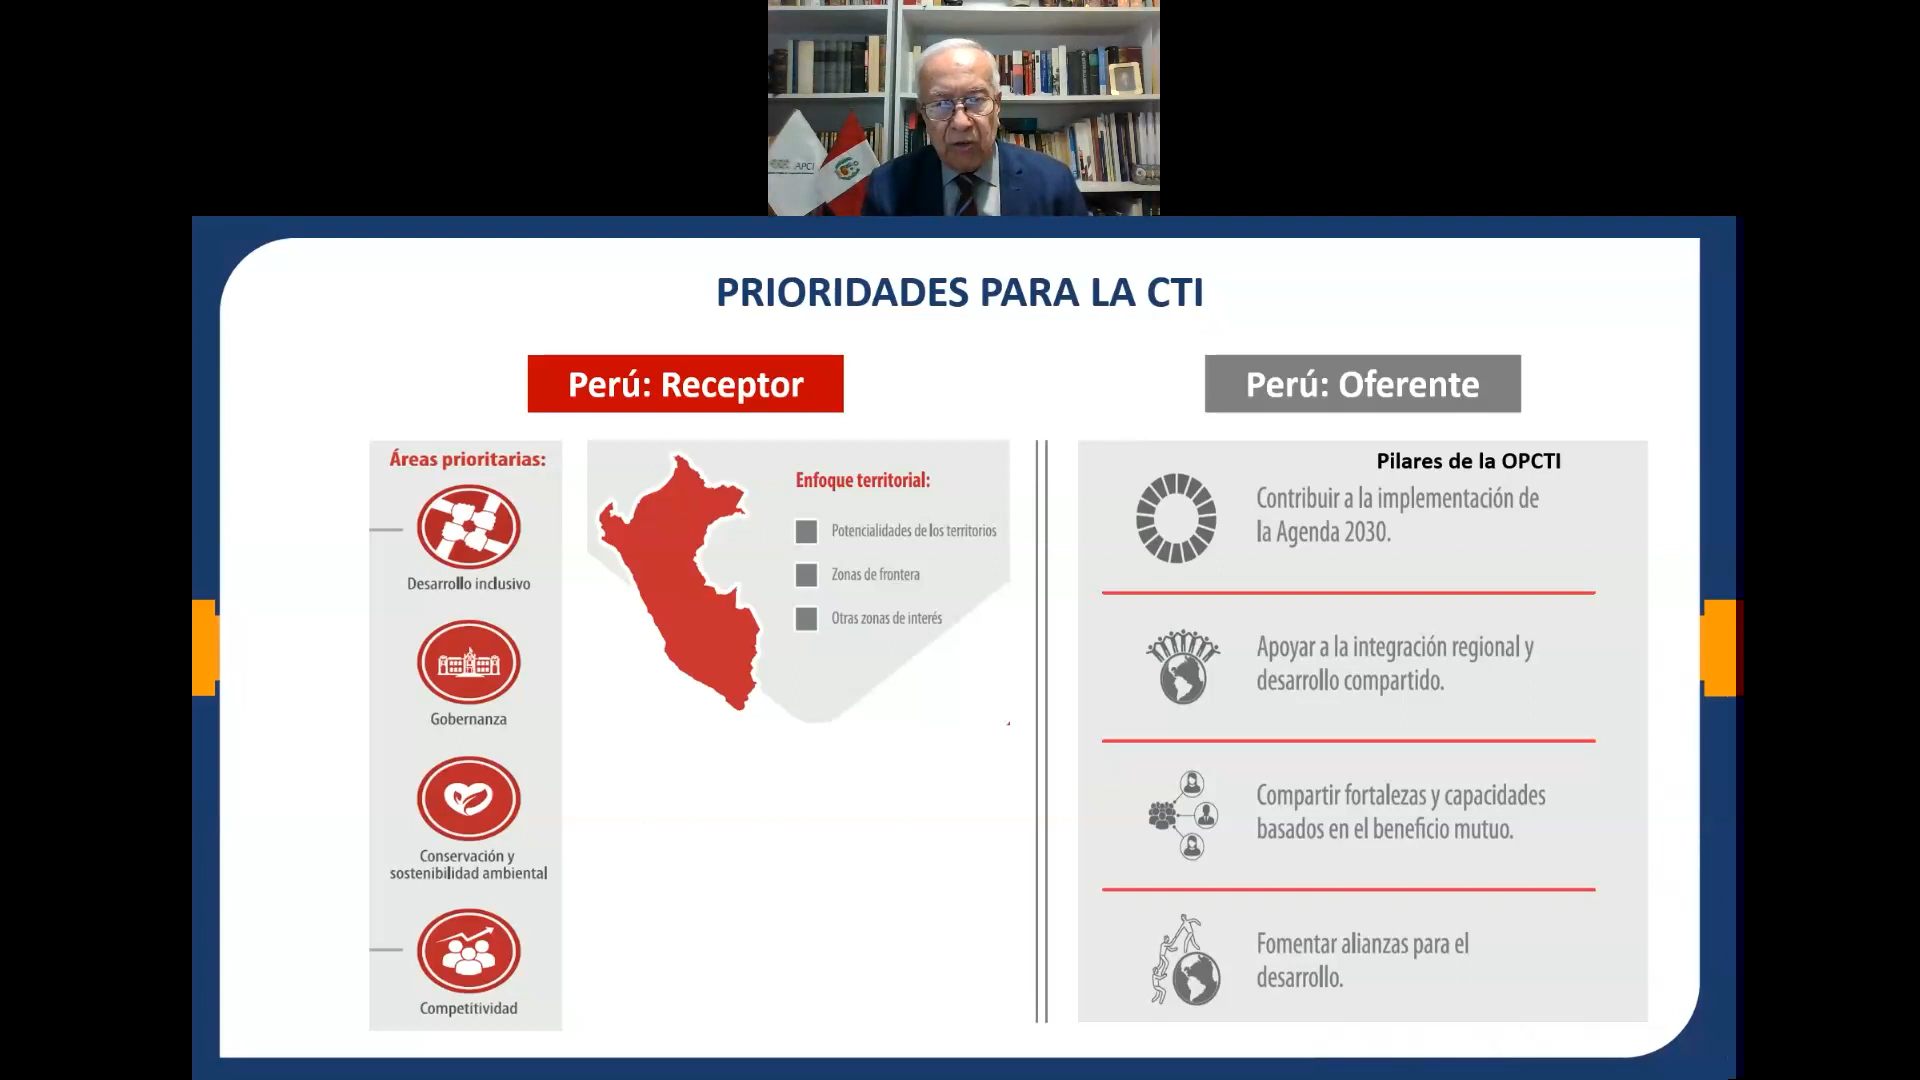 APCI
PRIORIDADES PARA LA CTI
Perú: Receptor
Áreas prioritarias:
Desarrollo inclusivo
Gobernanza
Conservación y
sostenibilidad ambiental
Competitividad
Enfoque territorial:
Potencialidades de los territorios
Zonas de frontera
Otras zonas de interés
Perú: Oferente
Pilares de la OPCTI
Contribuir a la implementación de
la Agenda 2030.
Apoyar a la integración regional y
desarrollo compartido.
Compartir fortalezas y capacidades
basados en el beneficio mutuo.
Fomentar alianzas para el
desarrollo.